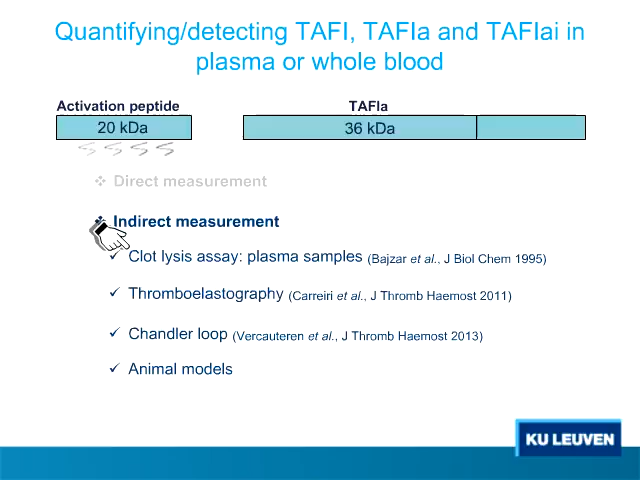 Quantifying/detecting TAFI, TAFIa and TAFIai in
plasma or whole blood
Activation peptide
TAFIa
20 kDa
36 kDa
Direct measurement
Indirect measurement
Clot lysis assay: plasma samples (Bajzar et al., J Biol Chem 1995)
Thromboelastography (Carreiri et al., J Thromb Haemost 2011)
Chandler loop (Vercauteren et al., J Thromb Haemost 2013)
Animal models
KU LEUVEN